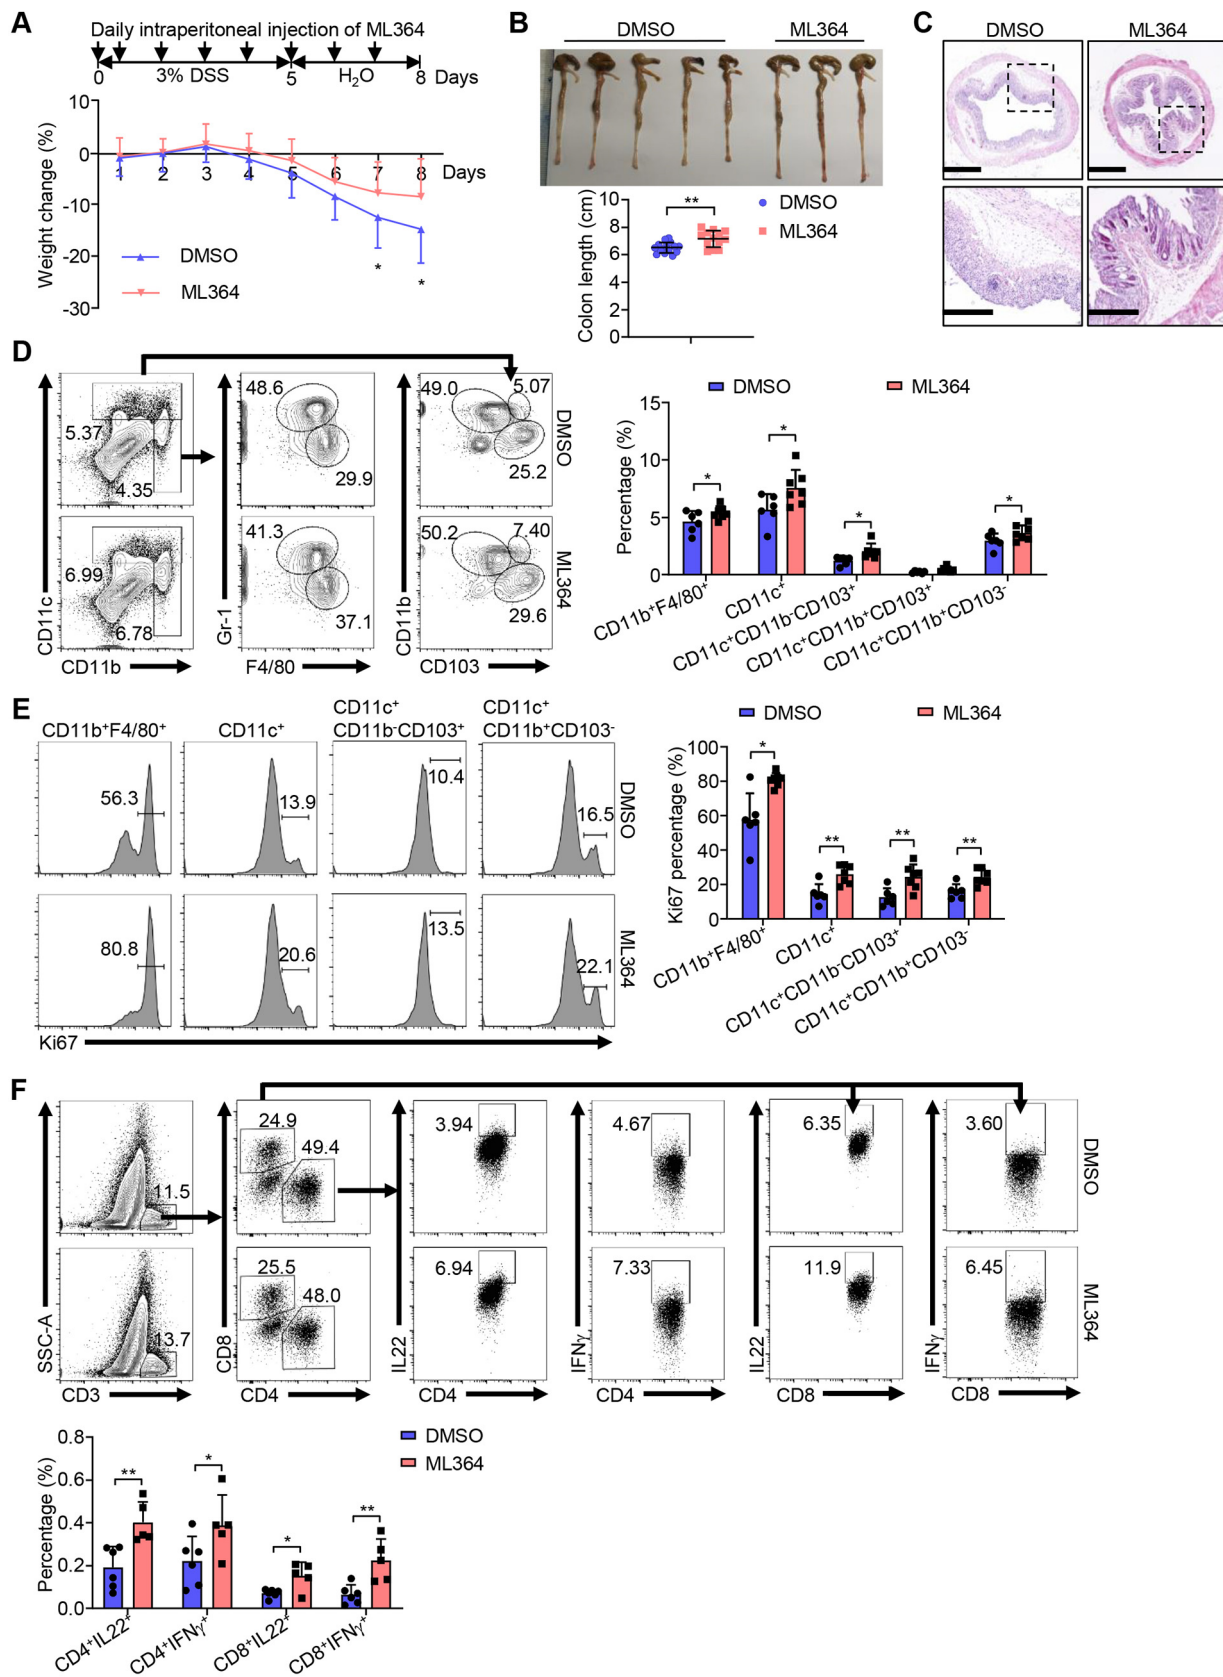 A
Daily intraperitoneal injection of ML364
0 3% DSS 5 H₂O 8 Days
Weight change (%)
10
0
-10
-20
-30
1 2 3 4 5 6 7 8 Days
DMSO
ML364
*
*
B
DMSO ML364
Colon length (cm)
10
8
6
4
2
0
**
DMSO
ML364
C
DMSO ML364
D
5.37
4.35
48.6
29.9
49.0
5.07
25.2
DMSO
6.99
6.78
41.3
37.1
50.2
7.40
29.6
ML364
CD11c
CD11b
Gr-1
F4/80
CD11b
CD103
DMSO ML364
Percentage (%)
15
10
5
0
* * * *
CD11b⁺F4/80⁺
CD11c⁺
CD11c⁺CD11b⁻CD103⁺
CD11c⁺CD11b⁺CD103⁺
CD11c⁺CD11b⁺CD103⁻
E
CD11b⁺F4/80⁺
CD11c⁺
CD11c⁺
CD11b⁻CD103⁺
CD11c⁺
CD11b⁺CD103⁻
56.3
13.9
10.4
16.5
DMSO
80.8
20.6
13.5
22.1
ML364
Ki67
DMSO ML364
Ki67 percentage (%)
100
80
60
40
20
0
* ** ** **
CD11b⁺F4/80⁺
CD11c⁺
CD11c⁺CD11b⁻CD103⁺
CD11c⁺CD11b⁺CD103⁻
F
11.5
24.9
49.4
3.94
4.67
6.35
3.60
DMSO
13.7
25.5
48.0
6.94
7.33
11.9
6.45
ML364
SSC-A
CD3
CD8
CD4
IL22
CD4
IFNγ
CD4
IL22
CD8
IFNγ
CD8
DMSO
ML364
Percentage (%)
0.8
0.6
0.4
0.2
0.0
** * * **
CD4⁺IL22⁺
CD4⁺IFNγ⁺
CD8⁺IL22⁺
CD8⁺IFNγ⁺